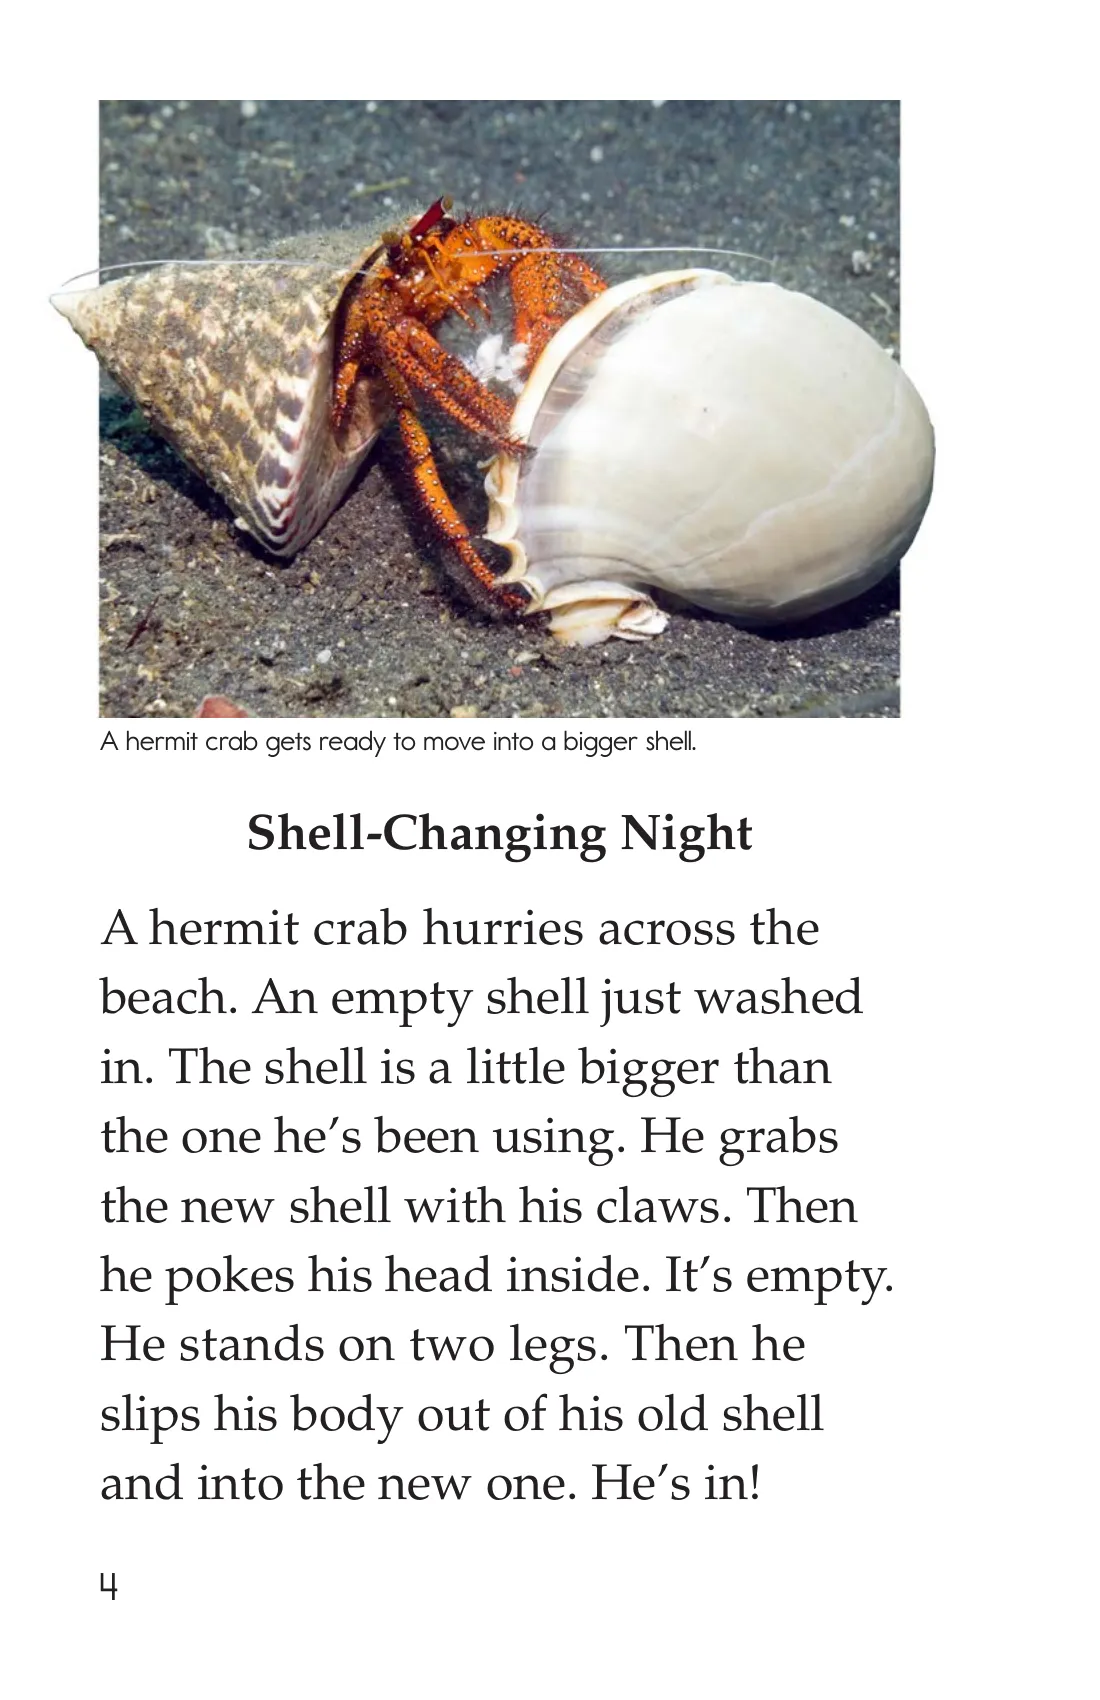 A hermit crab gets ready to move into a bigger shell.
Shell-Changing Night
A hermit crab hurries across the
beach. An empty shell just washed
in. The shell is a little bigger than
the one he’s been using. He grabs
the new shell with his claws. Then
he pokes his head inside. It’s empty.
He stands on two legs. Then he
slips his body out of his old shell
and into the new one. He’s in!
4